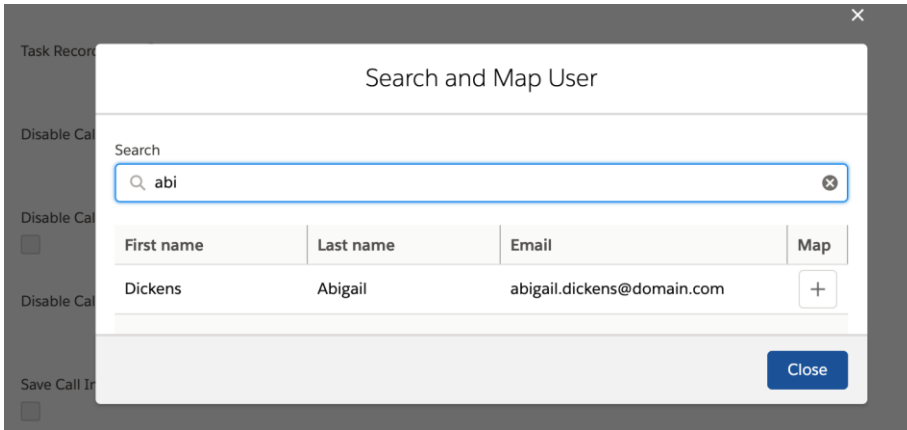 Task Record
Search and Map User
Disable Cal
Search
abi
Disable Cal
First name Last name Email Map
Dickens Abigail abigail.dickens@domain.com +
Disable Cal
Close
Save Call In